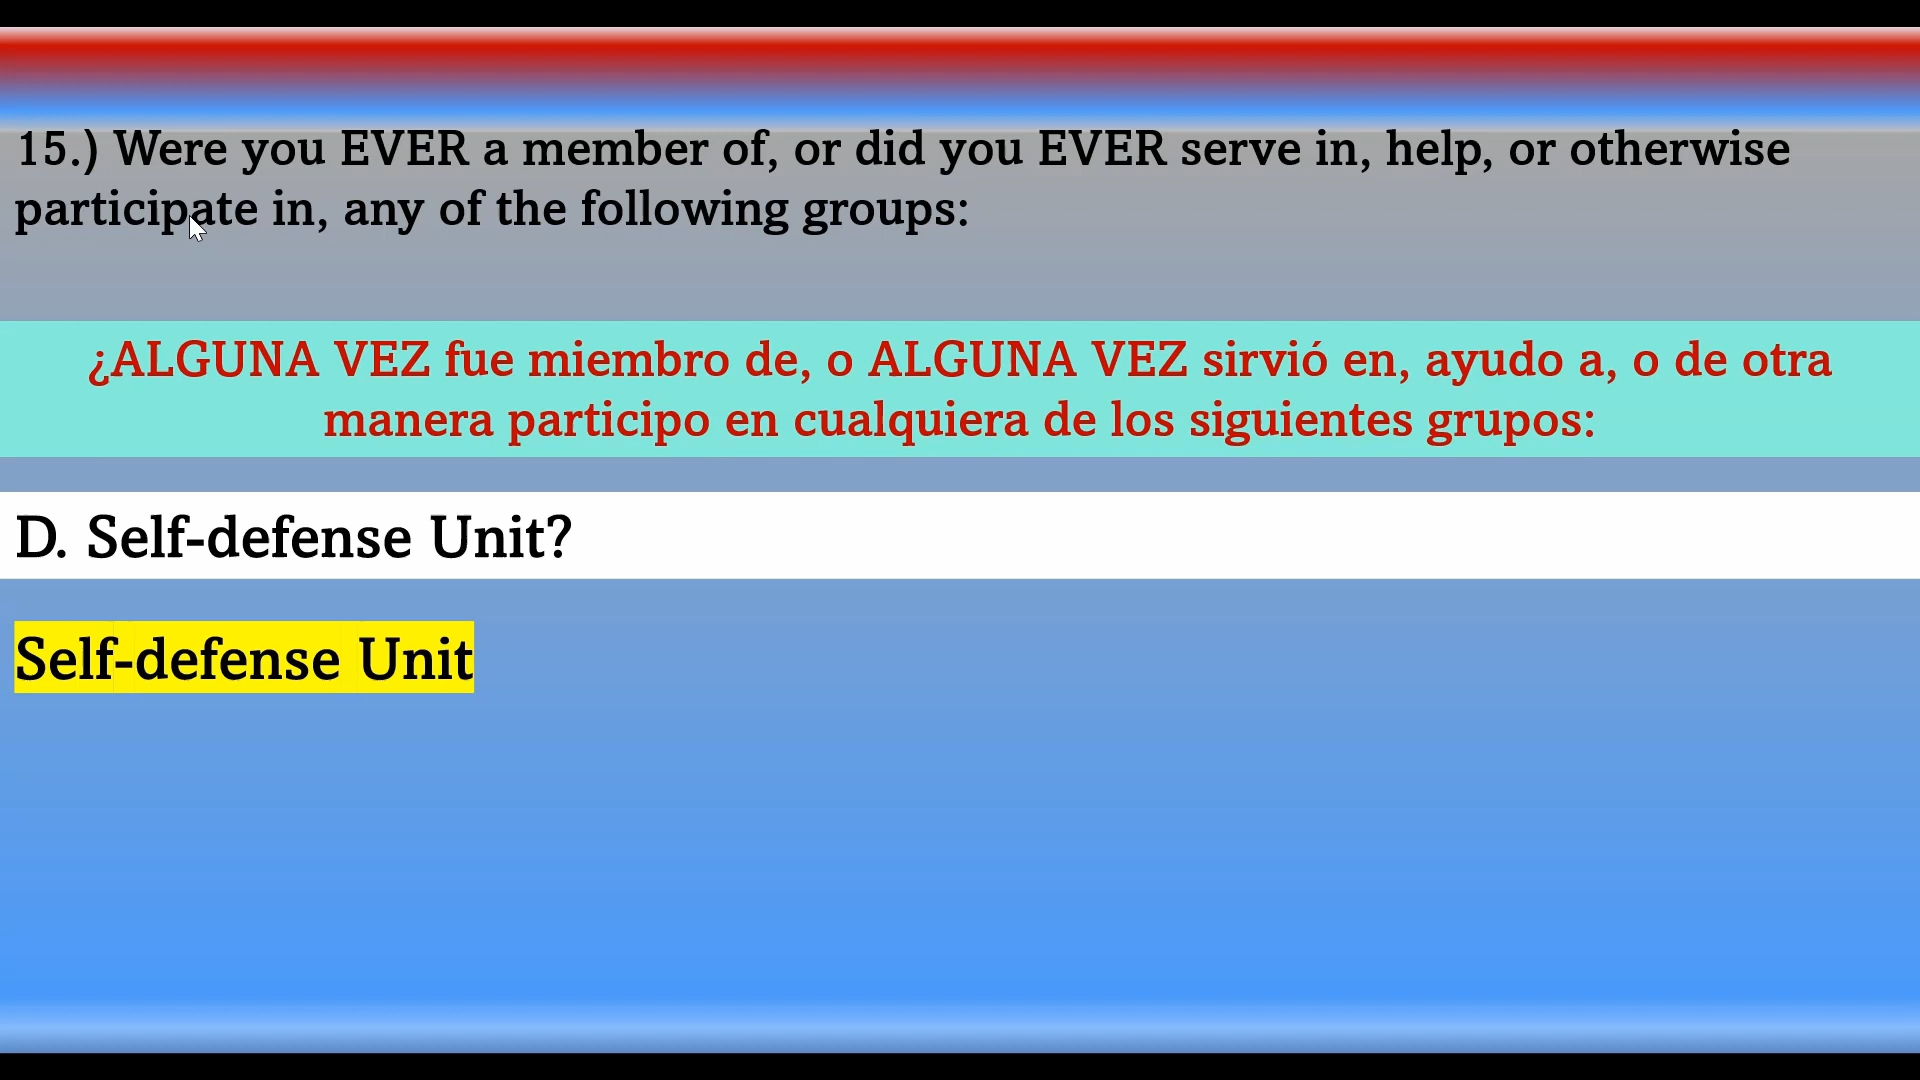 15.) Were you EVER a member of, or did you EVER serve in, help, or otherwise
participate in, any of the following groups:
¿ALGUNA VEZ fue miembro de, o ALGUNA VEZ sirvió en, ayudo a, o de otra
manera participo en cualquiera de los siguientes grupos:
D. Self-defense Unit?
Self-defense Unit